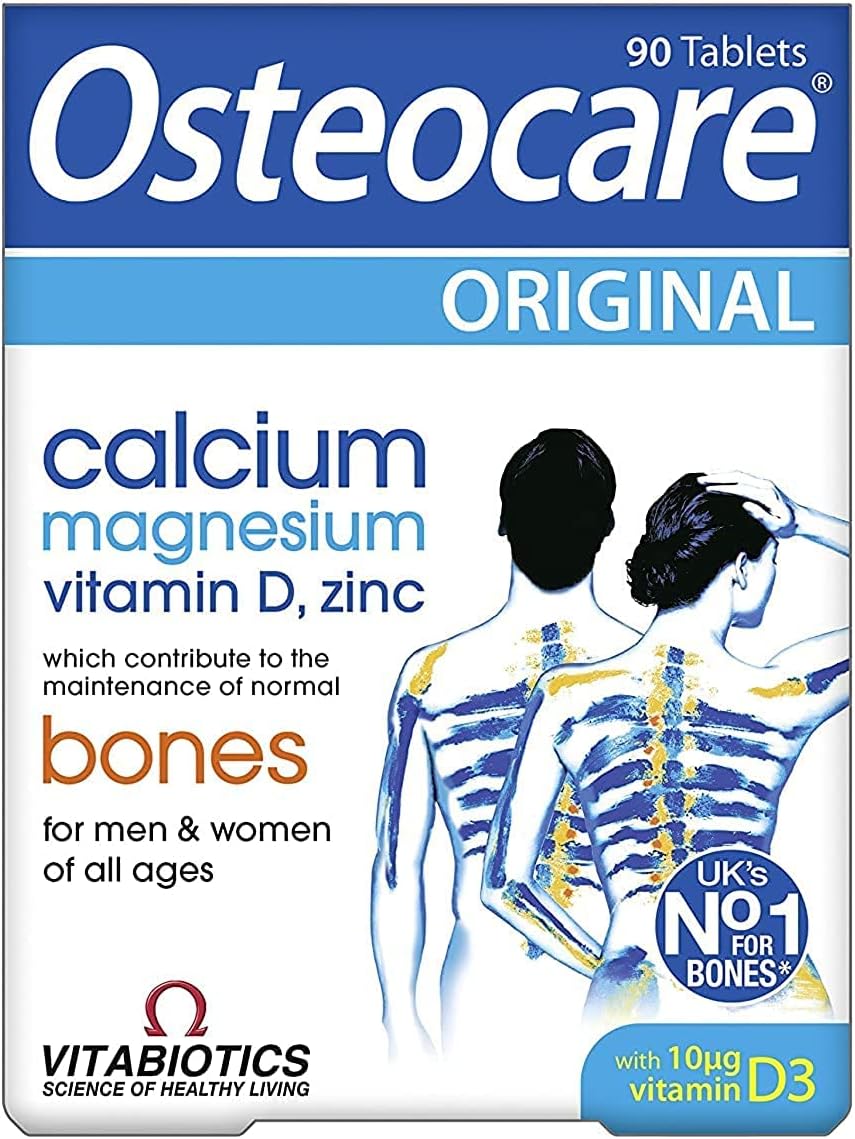 90 Tablets
Osteocare®
ORIGINAL
calcium
magnesium
vitamin D, zinc
which contribute to the
maintenance of normal
bones
for men & women
of all ages
UK's
No1
FOR
BONES*
VITABIOTICS
SCIENCE OF HEALTHY LIVING
with 10µg
vitamin D3